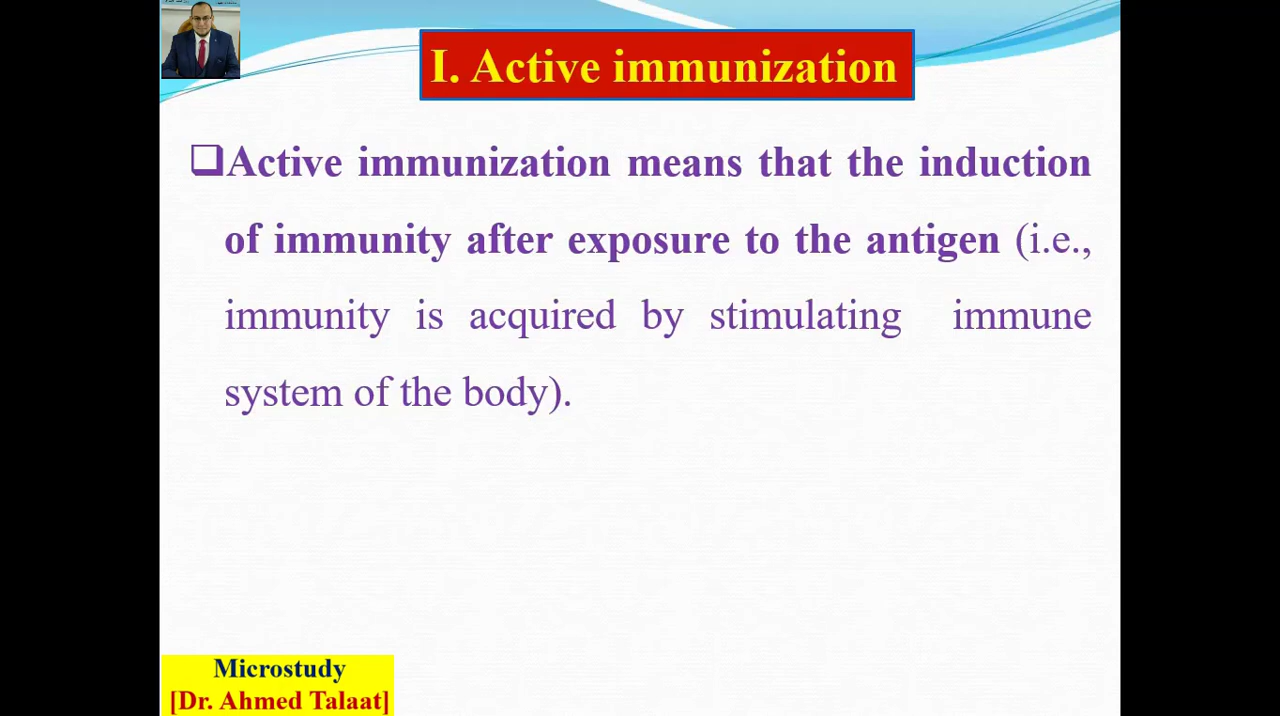 I. Active immunization
❑Active immunization means that the induction
of immunity after exposure to the antigen (i.e.,
immunity is acquired by stimulating immune
system of the body).
Microstudy
[Dr. Ahmed Talaat]